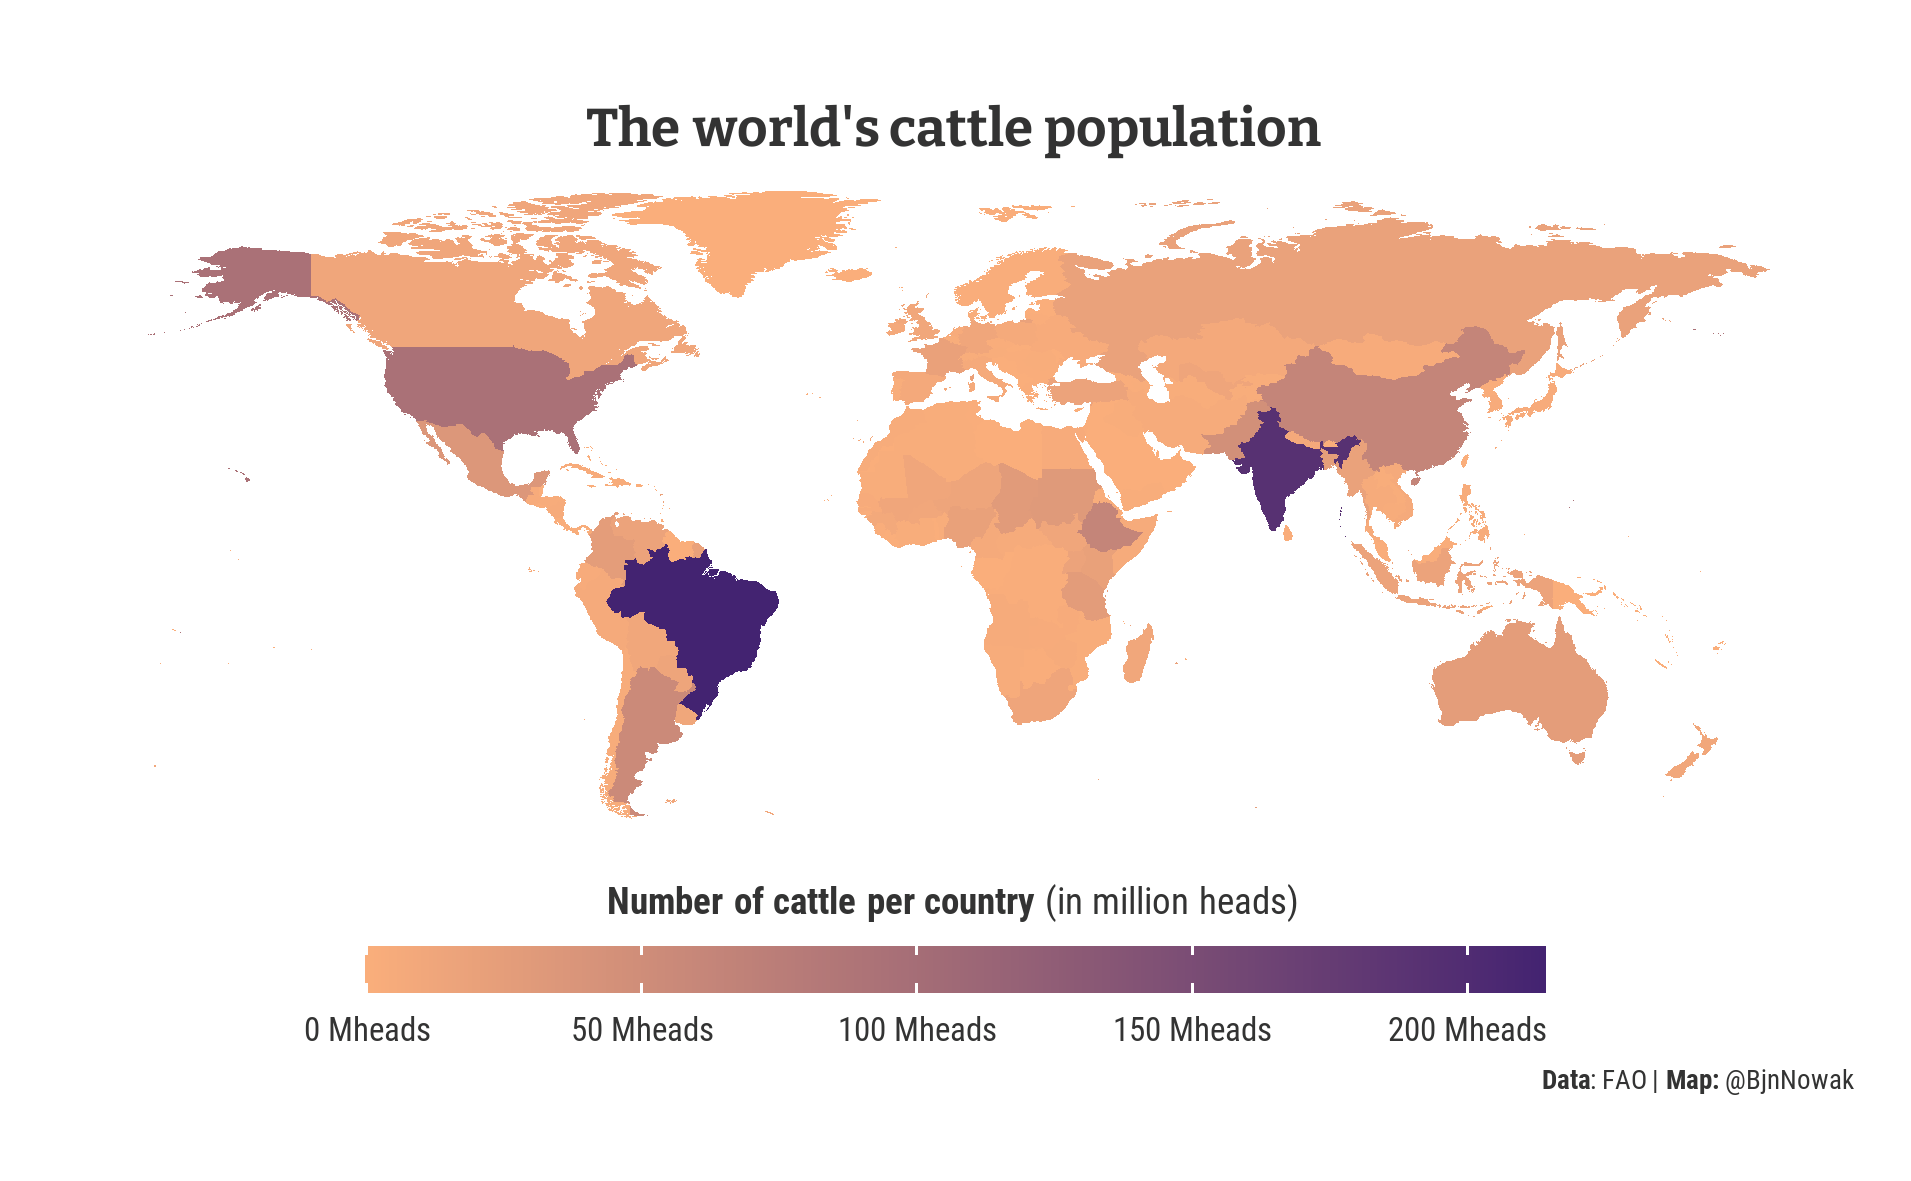 The world's cattle population
Number of cattle per country (in million heads)
0 Mheads 50 Mheads 100 Mheads 150 Mheads 200 Mheads
Data: FAO | Map: @BjnNowak